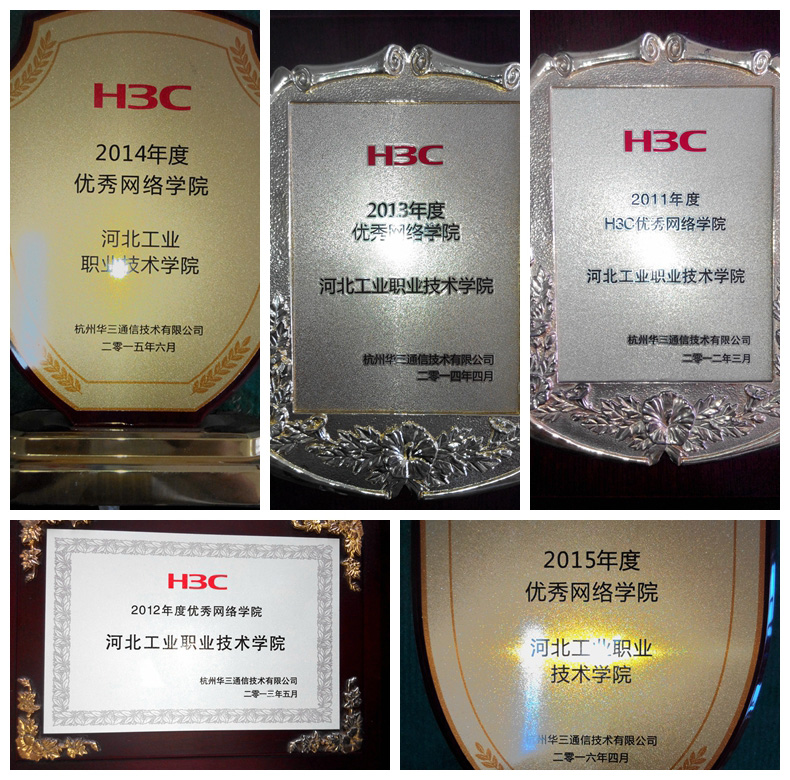 H3C
2014年度
优秀网络学院
河北工业
职业技术学院
杭州华三通信技术有限公司
二零一五年六月
H3C
2013年度
优秀网络学院
河北工业职业技术学院
杭州华三通信技术有限公司
二零一四年四月
H3C
2011年度
H3C优秀网络学院
河北工业职业技术学院
杭州华三通信技术有限公司
二零一二年三月
H3C
2012年度优秀网络学院
河北工业职业技术学院
杭州华三通信技术有限公司
二零一三年五月
2015年度
优秀网络学院
河北工业职业
技术学院
杭州华三通信技术有限公司
二零一六年四月